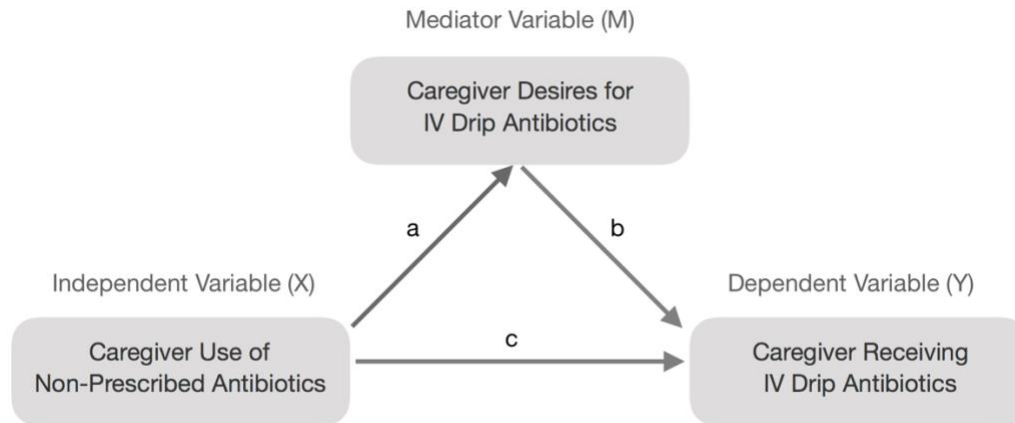 Mediator Variable (M)
Caregiver Desires for
IV Drip Antibiotics
a
b
Independent Variable (X)
Dependent Variable (Y)
c
Caregiver Use of
Non-Prescribed Antibiotics
Caregiver Receiving
IV Drip Antibiotics